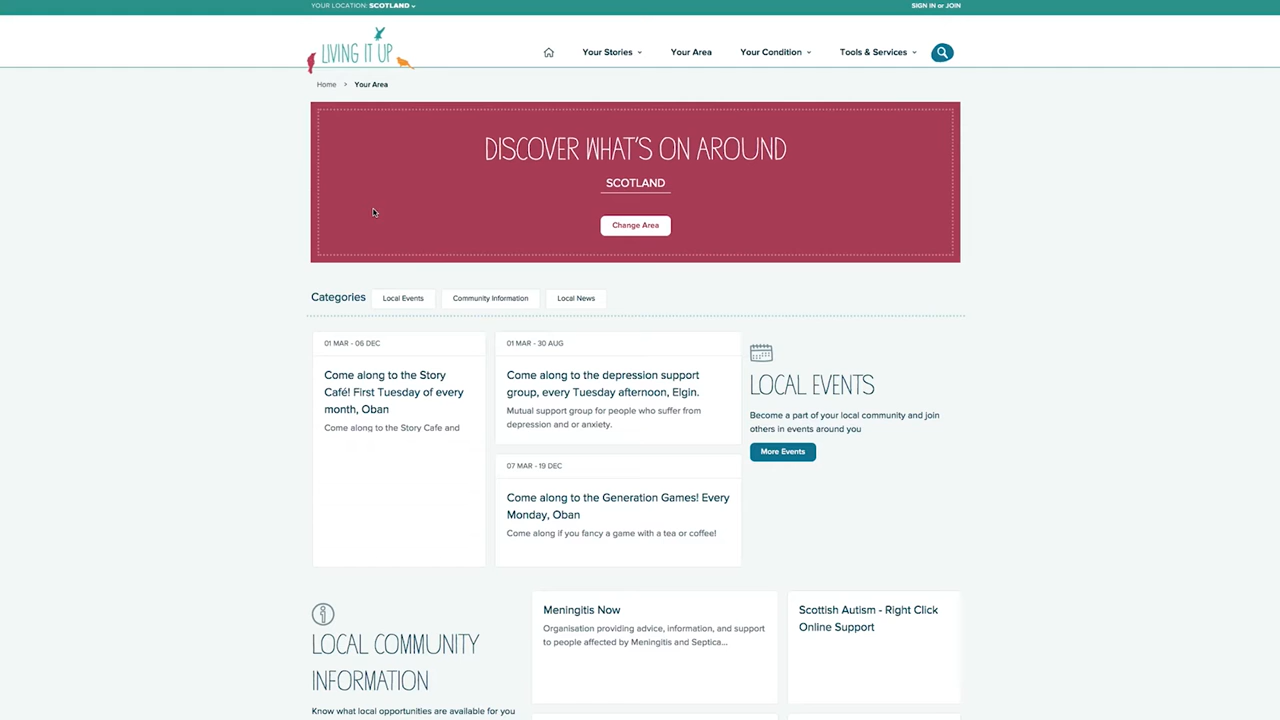 YOUR LOCATION: SCOTLAND
SIGN IN or JOIN
LIVING IT UP
Your Stories
Your Area
Your Condition
Tools & Services
Home > Your Area
DISCOVER WHAT'S ON AROUND
SCOTLAND
Change Area
Categories
Local Events
Community Information
Local News
01 MAR - 06 DEC
Come along to the Story
Café! First Tuesday of every
month, Oban
Come along to the Story Cafe and
01 MAR - 30 AUG
Come along to the depression support
group, every Tuesday afternoon, Elgin.
Mutual support group for people who suffer from
depression and or anxiety.
07 MAR - 19 DEC
Come along to the Generation Games! Every
Monday, Oban
Come along if you fancy a game with a tea or coffee!
LOCAL EVENTS
Become a part of your local community and join
others in events around you
More Events
LOCAL COMMUNITY
INFORMATION
Know what local opportunities are available for you
Meningitis Now
Organisation providing advice, information, and support
to people affected by Meningitis and Septica...
Scottish Autism - Right Click
Online Support